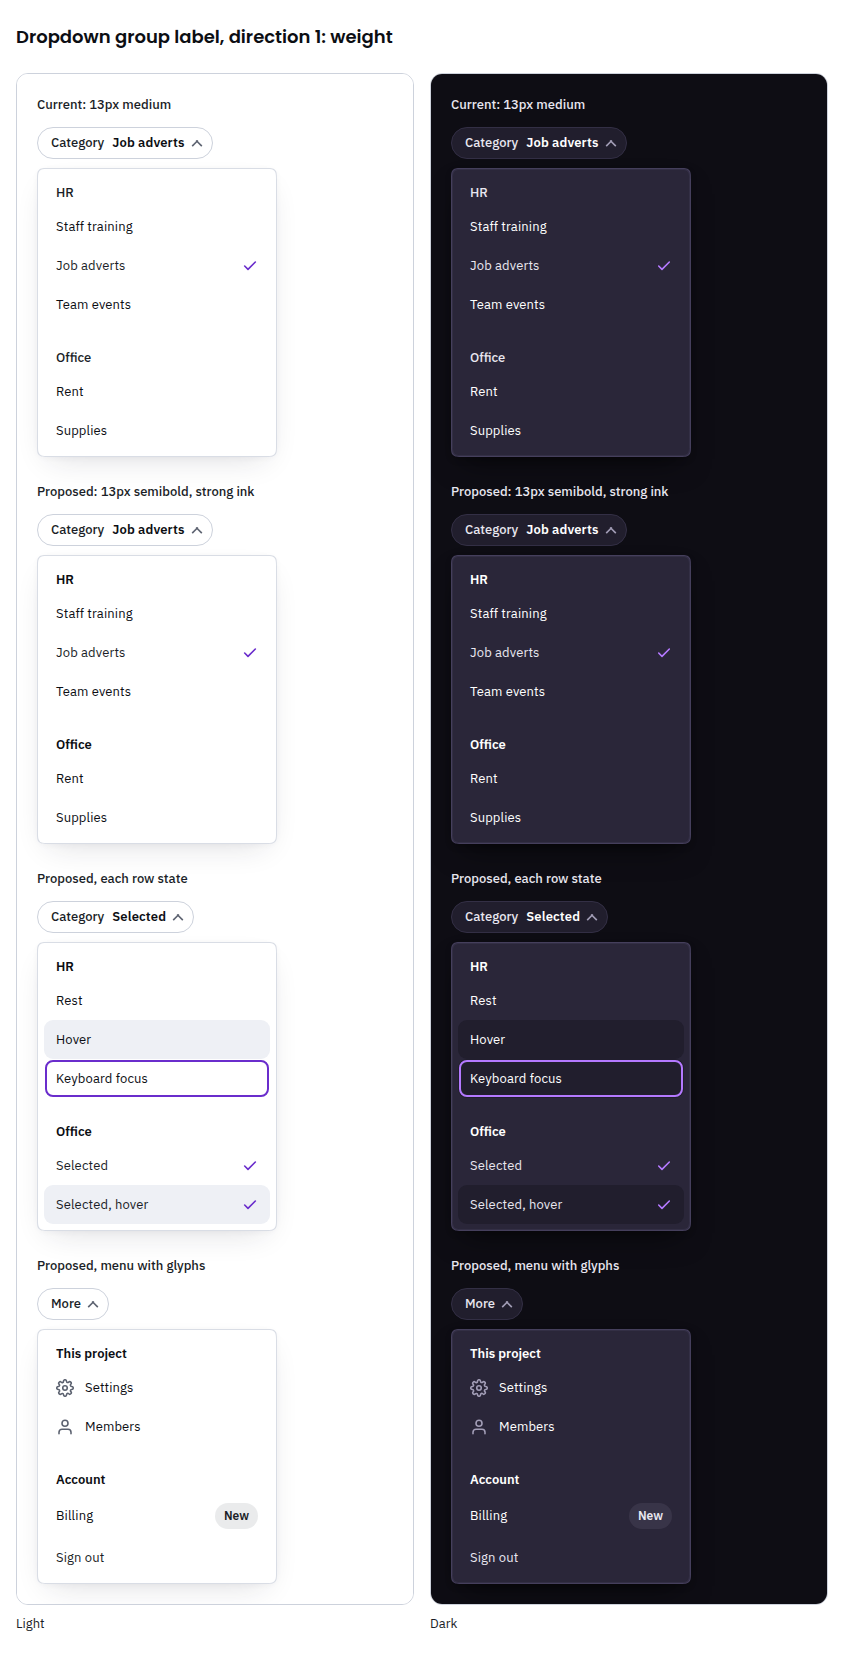 Dropdown group label, direction 1: weight
Current: 13px medium
Category Job adverts
HR
Staff training
Job adverts
Team events
Office
Rent
Supplies
Proposed: 13px semibold, strong ink
Category Job adverts
HR
Staff training
Job adverts
Team events
Office
Rent
Supplies
Proposed, each row state
Category Selected
HR
Rest
Hover
Keyboard focus
Office
Selected
Selected, hover
Proposed, menu with glyphs
More
This project
Settings
Members
Account
Billing New
Sign out
Light
Current: 13px medium
Category Job adverts
HR
Staff training
Job adverts
Team events
Office
Rent
Supplies
Proposed: 13px semibold, strong ink
Category Job adverts
HR
Staff training
Job adverts
Team events
Office
Rent
Supplies
Proposed, each row state
Category Selected
HR
Rest
Hover
Keyboard focus
Office
Selected
Selected, hover
Proposed, menu with glyphs
More
This project
Settings
Members
Account
Billing New
Sign out
Dark